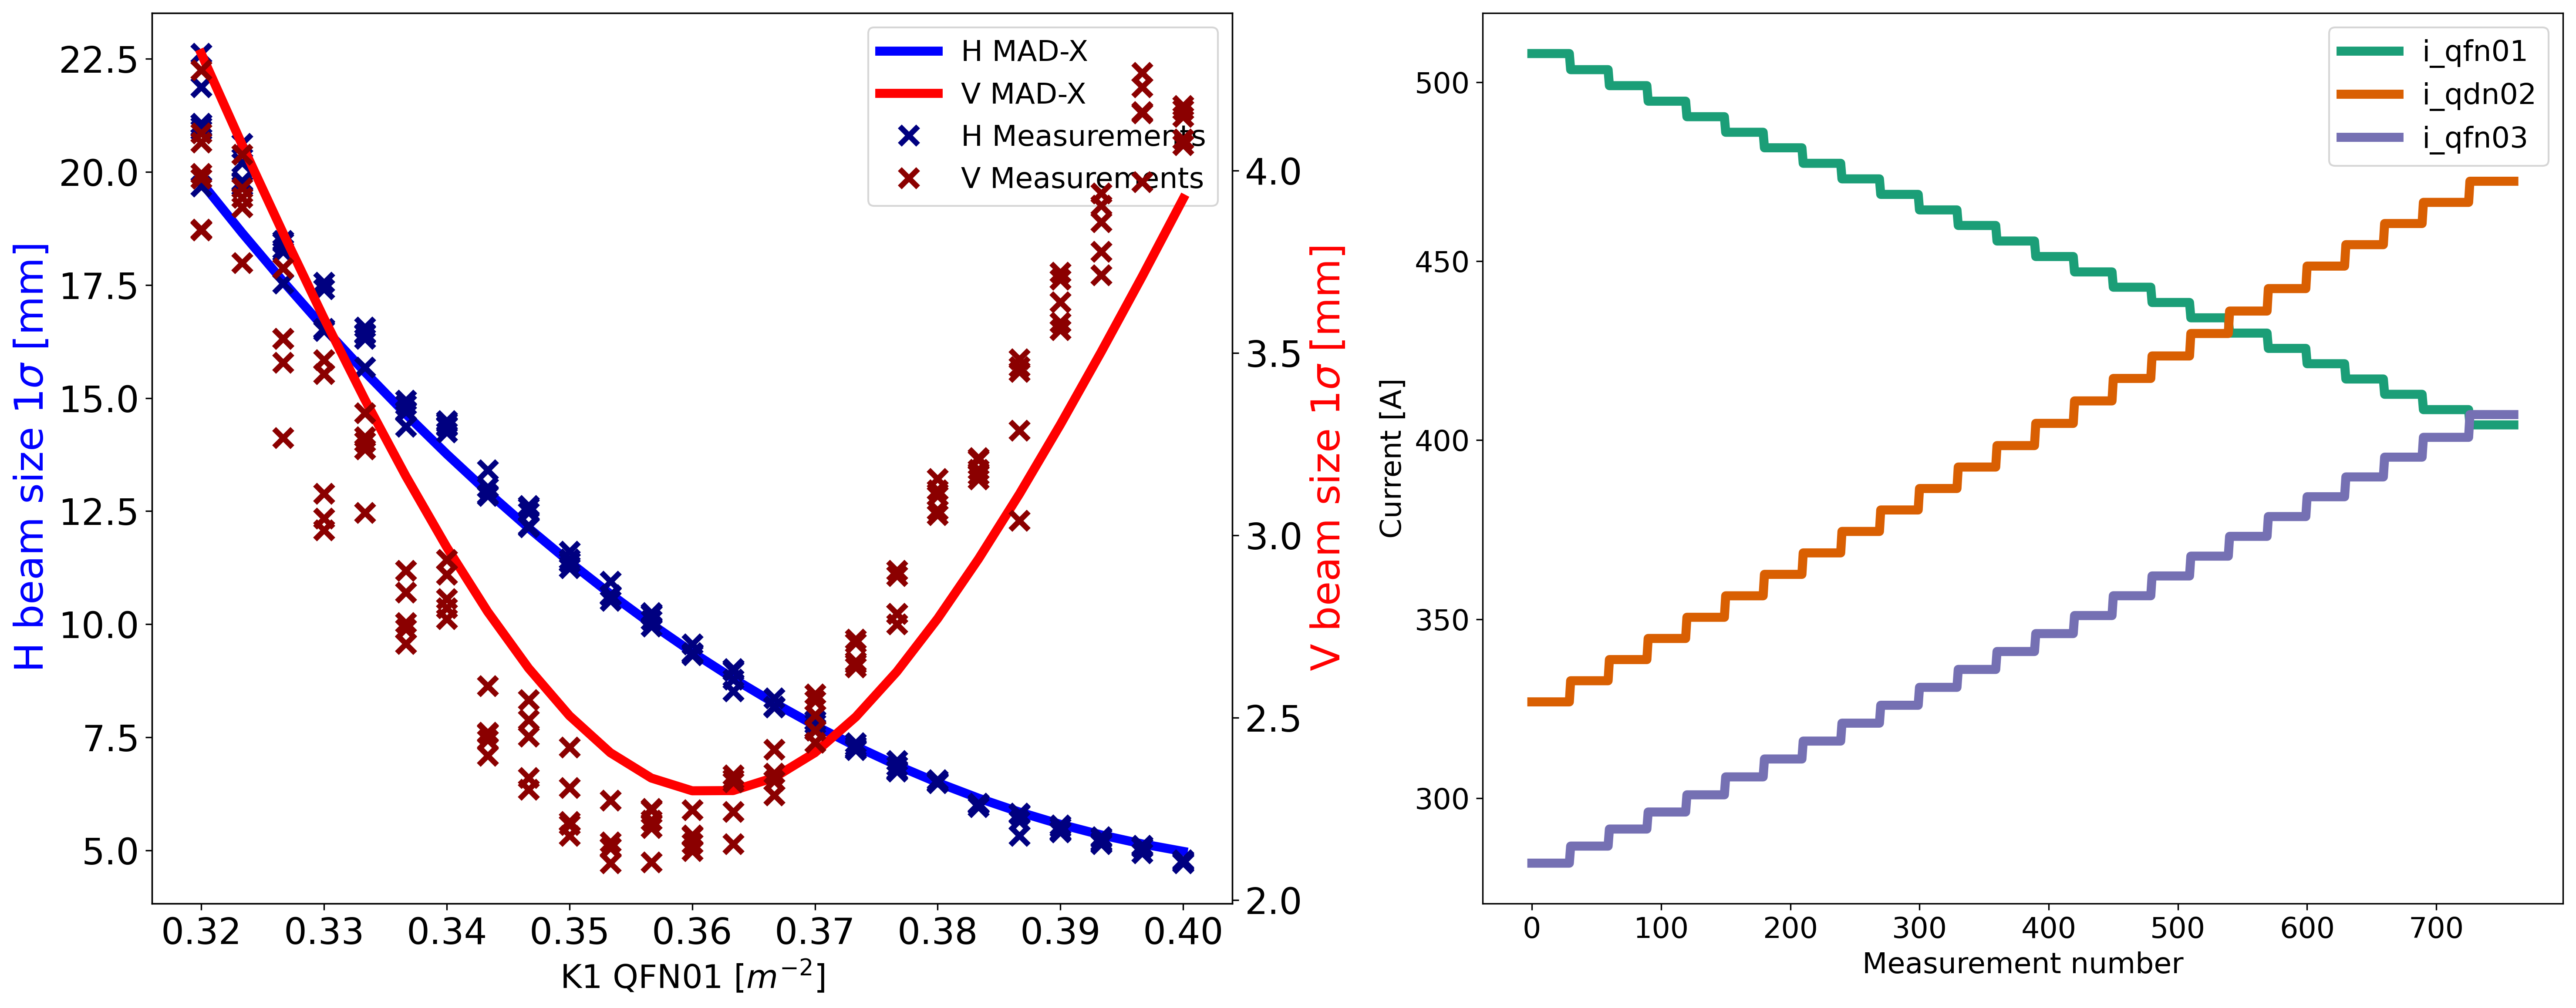 H beam size 1σ [mm]
22.5
20.0
17.5
15.0
12.5
10.0
7.5
5.0
0.32 0.33 0.34 0.35 0.36 0.37 0.38 0.39 0.40
K1 QFN01 [m⁻²]
H MAD-X
V MAD-X
H Measurements
V Measurements
4.0
3.5
3.0
2.5
2.0
V beam size 1σ [mm]
Current [A]
500
450
400
350
300
0 100 200 300 400 500 600 700
Measurement number
i_qfn01
i_qdn02
i_qfn03